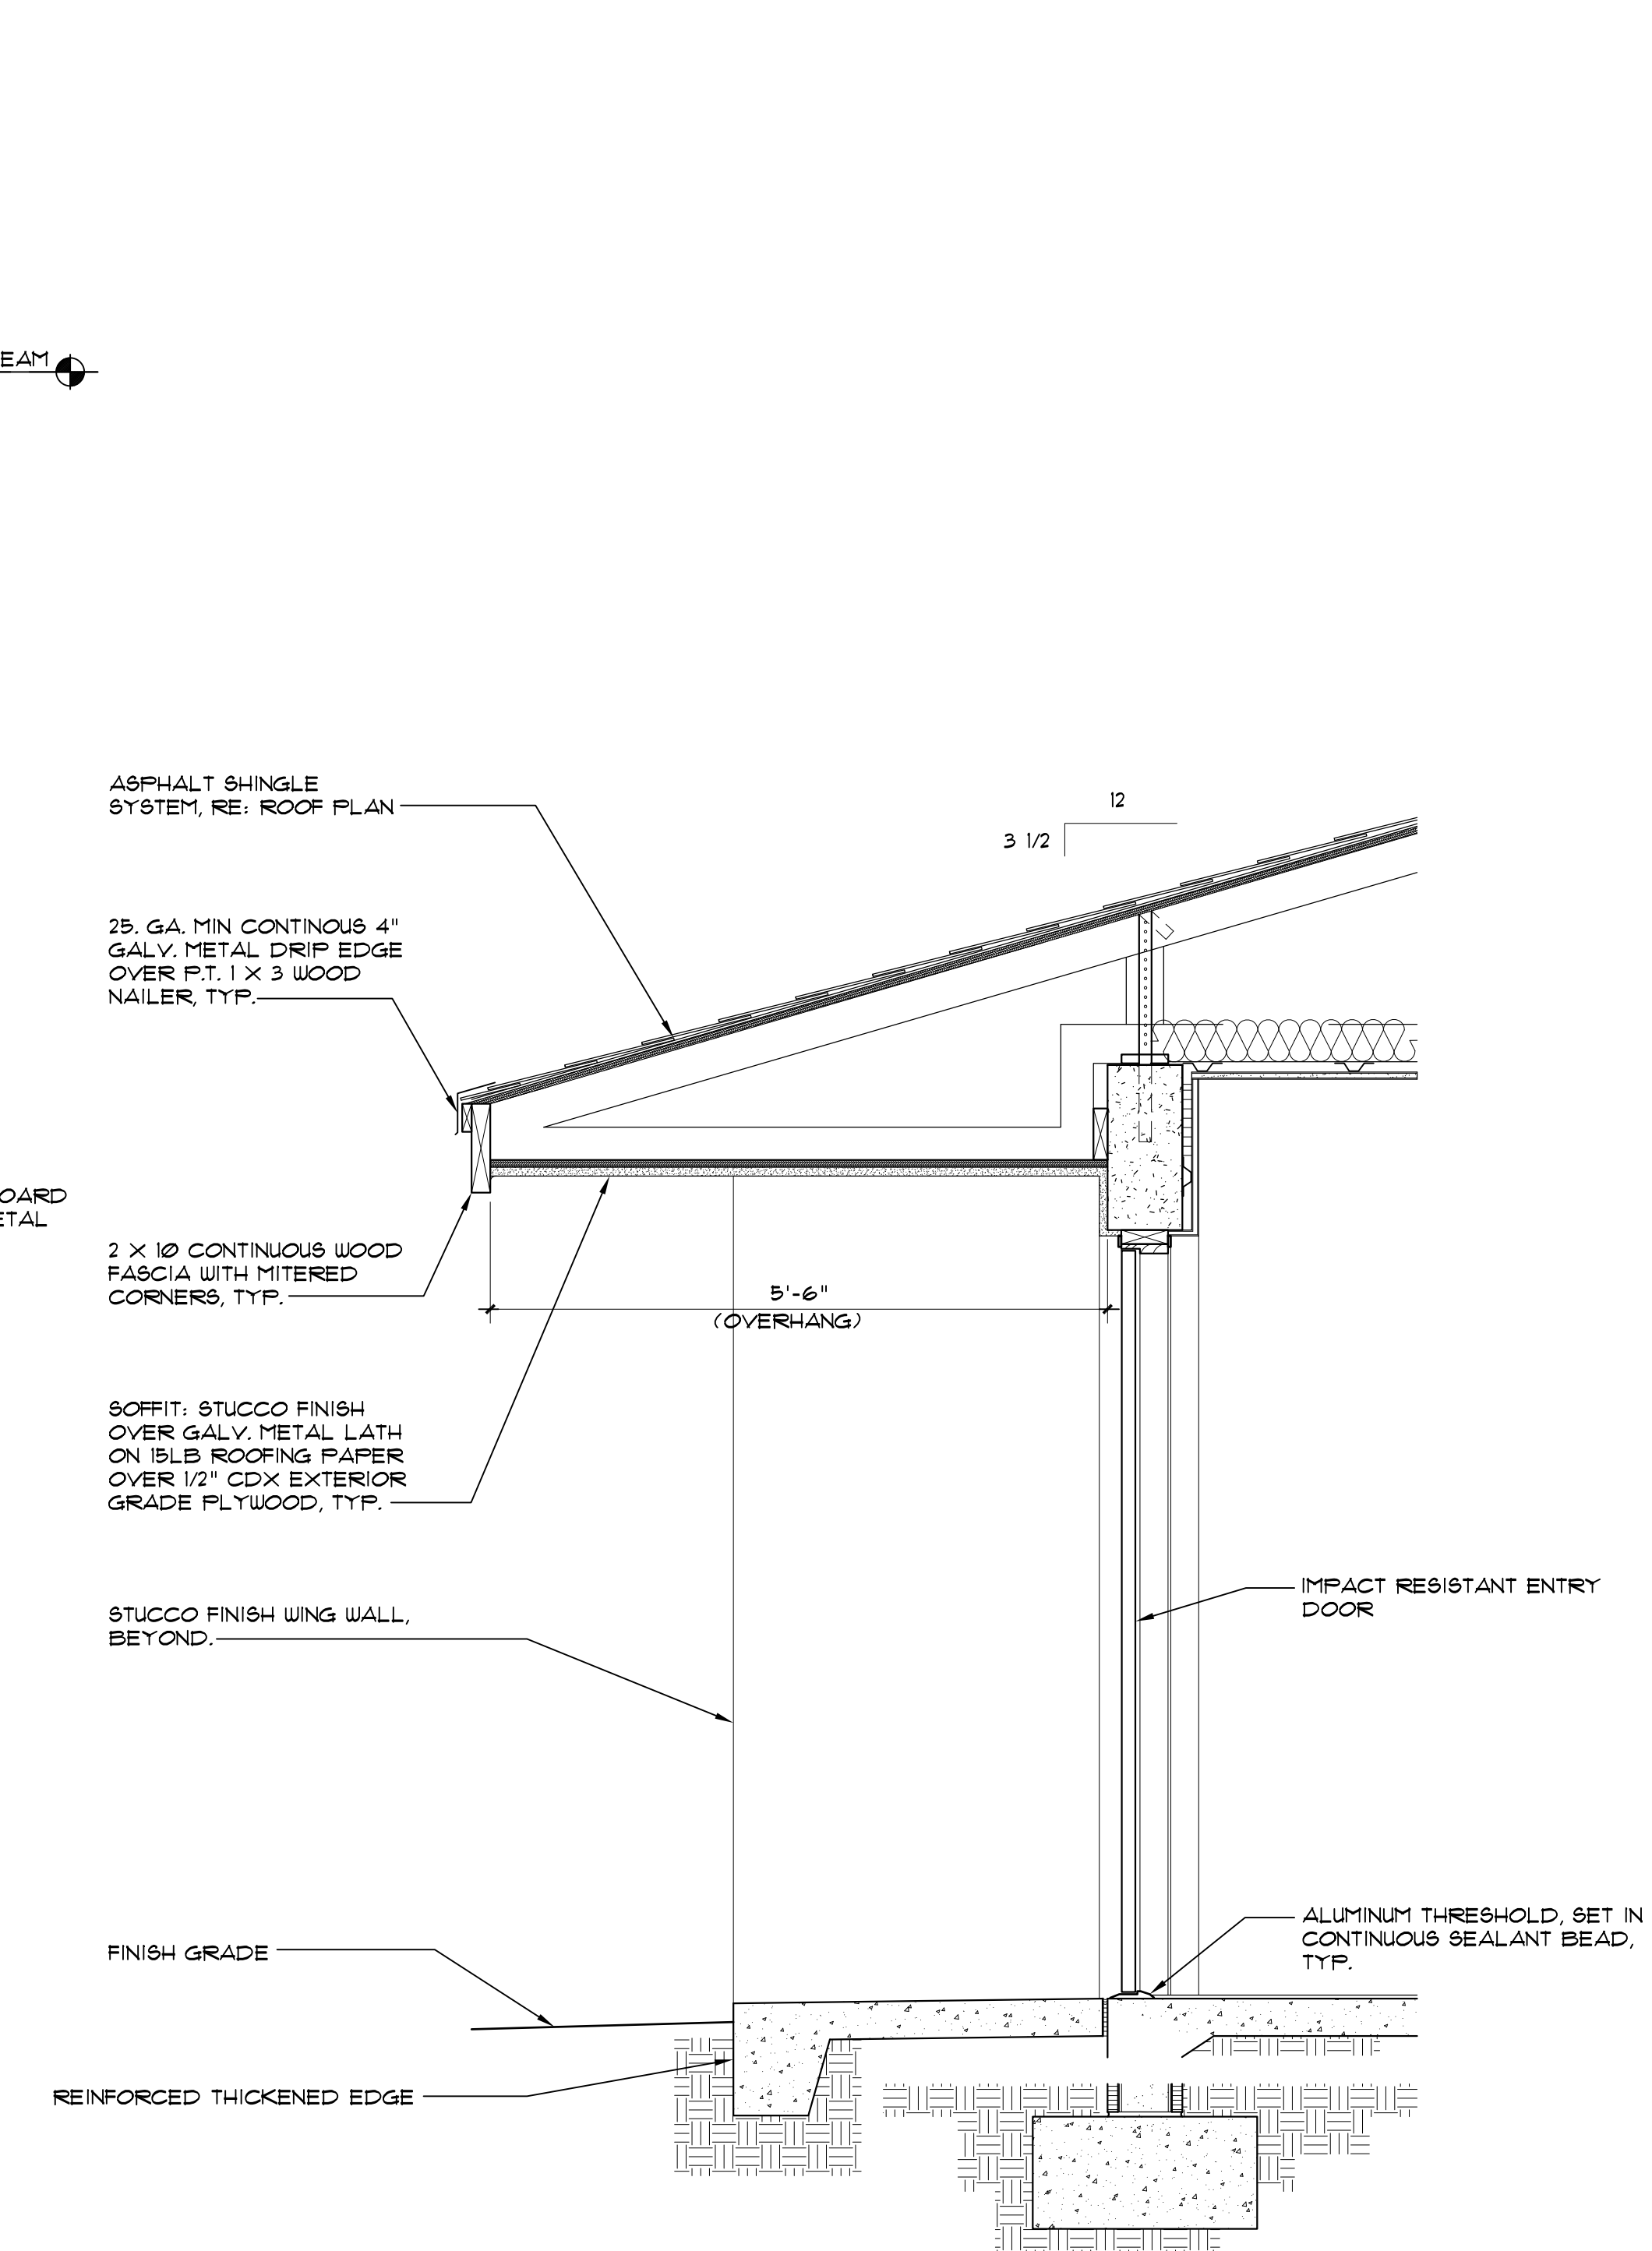 EAM
ASPHALT SHINGLE
SYSTEM, RE: ROOF PLAN
12
3 1/2
25. GA. MIN CONTINOUS 4"
GALV. METAL DRIP EDGE
OVER P.T. 1 X 3 WOOD
NAILER, TYP.
OARD
ETAL
2 X 10 CONTINUOUS WOOD
FASCIA WITH MITERED
CORNERS, TYP.
5'-6"
(OVERHANG)
SOFFIT: STUCCO FINISH
OVER GALV. METAL LATH
ON 15LB ROOFING PAPER
OVER 1/2" CDX EXTERIOR
GRADE PLYWOOD, TYP.
IMPACT RESISTANT ENTRY
DOOR
STUCCO FINISH WING WALL,
BEYOND.
ALUMINUM THRESHOLD, SET IN
CONTINUOUS SEALANT BEAD,
TYP.
FINISH GRADE
REINFORCED THICKENED EDGE